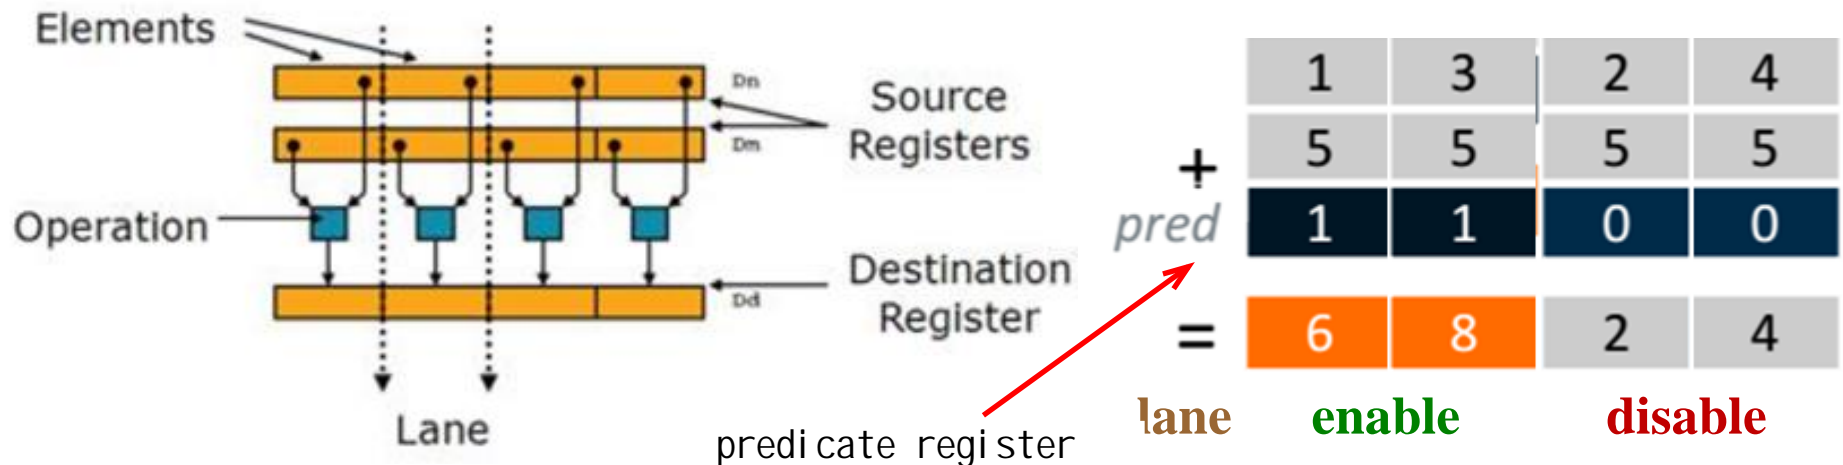 Elements
Dn
Dm
Source
Registers
Operation
Destination
Register
Dd
Lane
predicate register
1 3 2 4
+ 5 5 5 5
pred 1 1 0 0
= 6 8 2 4
lane enable disable